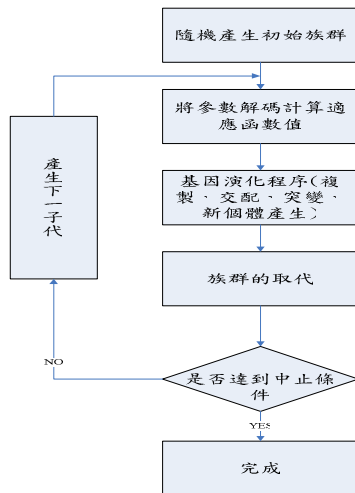 隨機產生初始族群
將參數解碼計算適
應函數值
基因演化程序(複
製、交配、突變、
新個體產生)
產生下一子代
族群的取代
NO
是否達到中止條
件
YES
完成